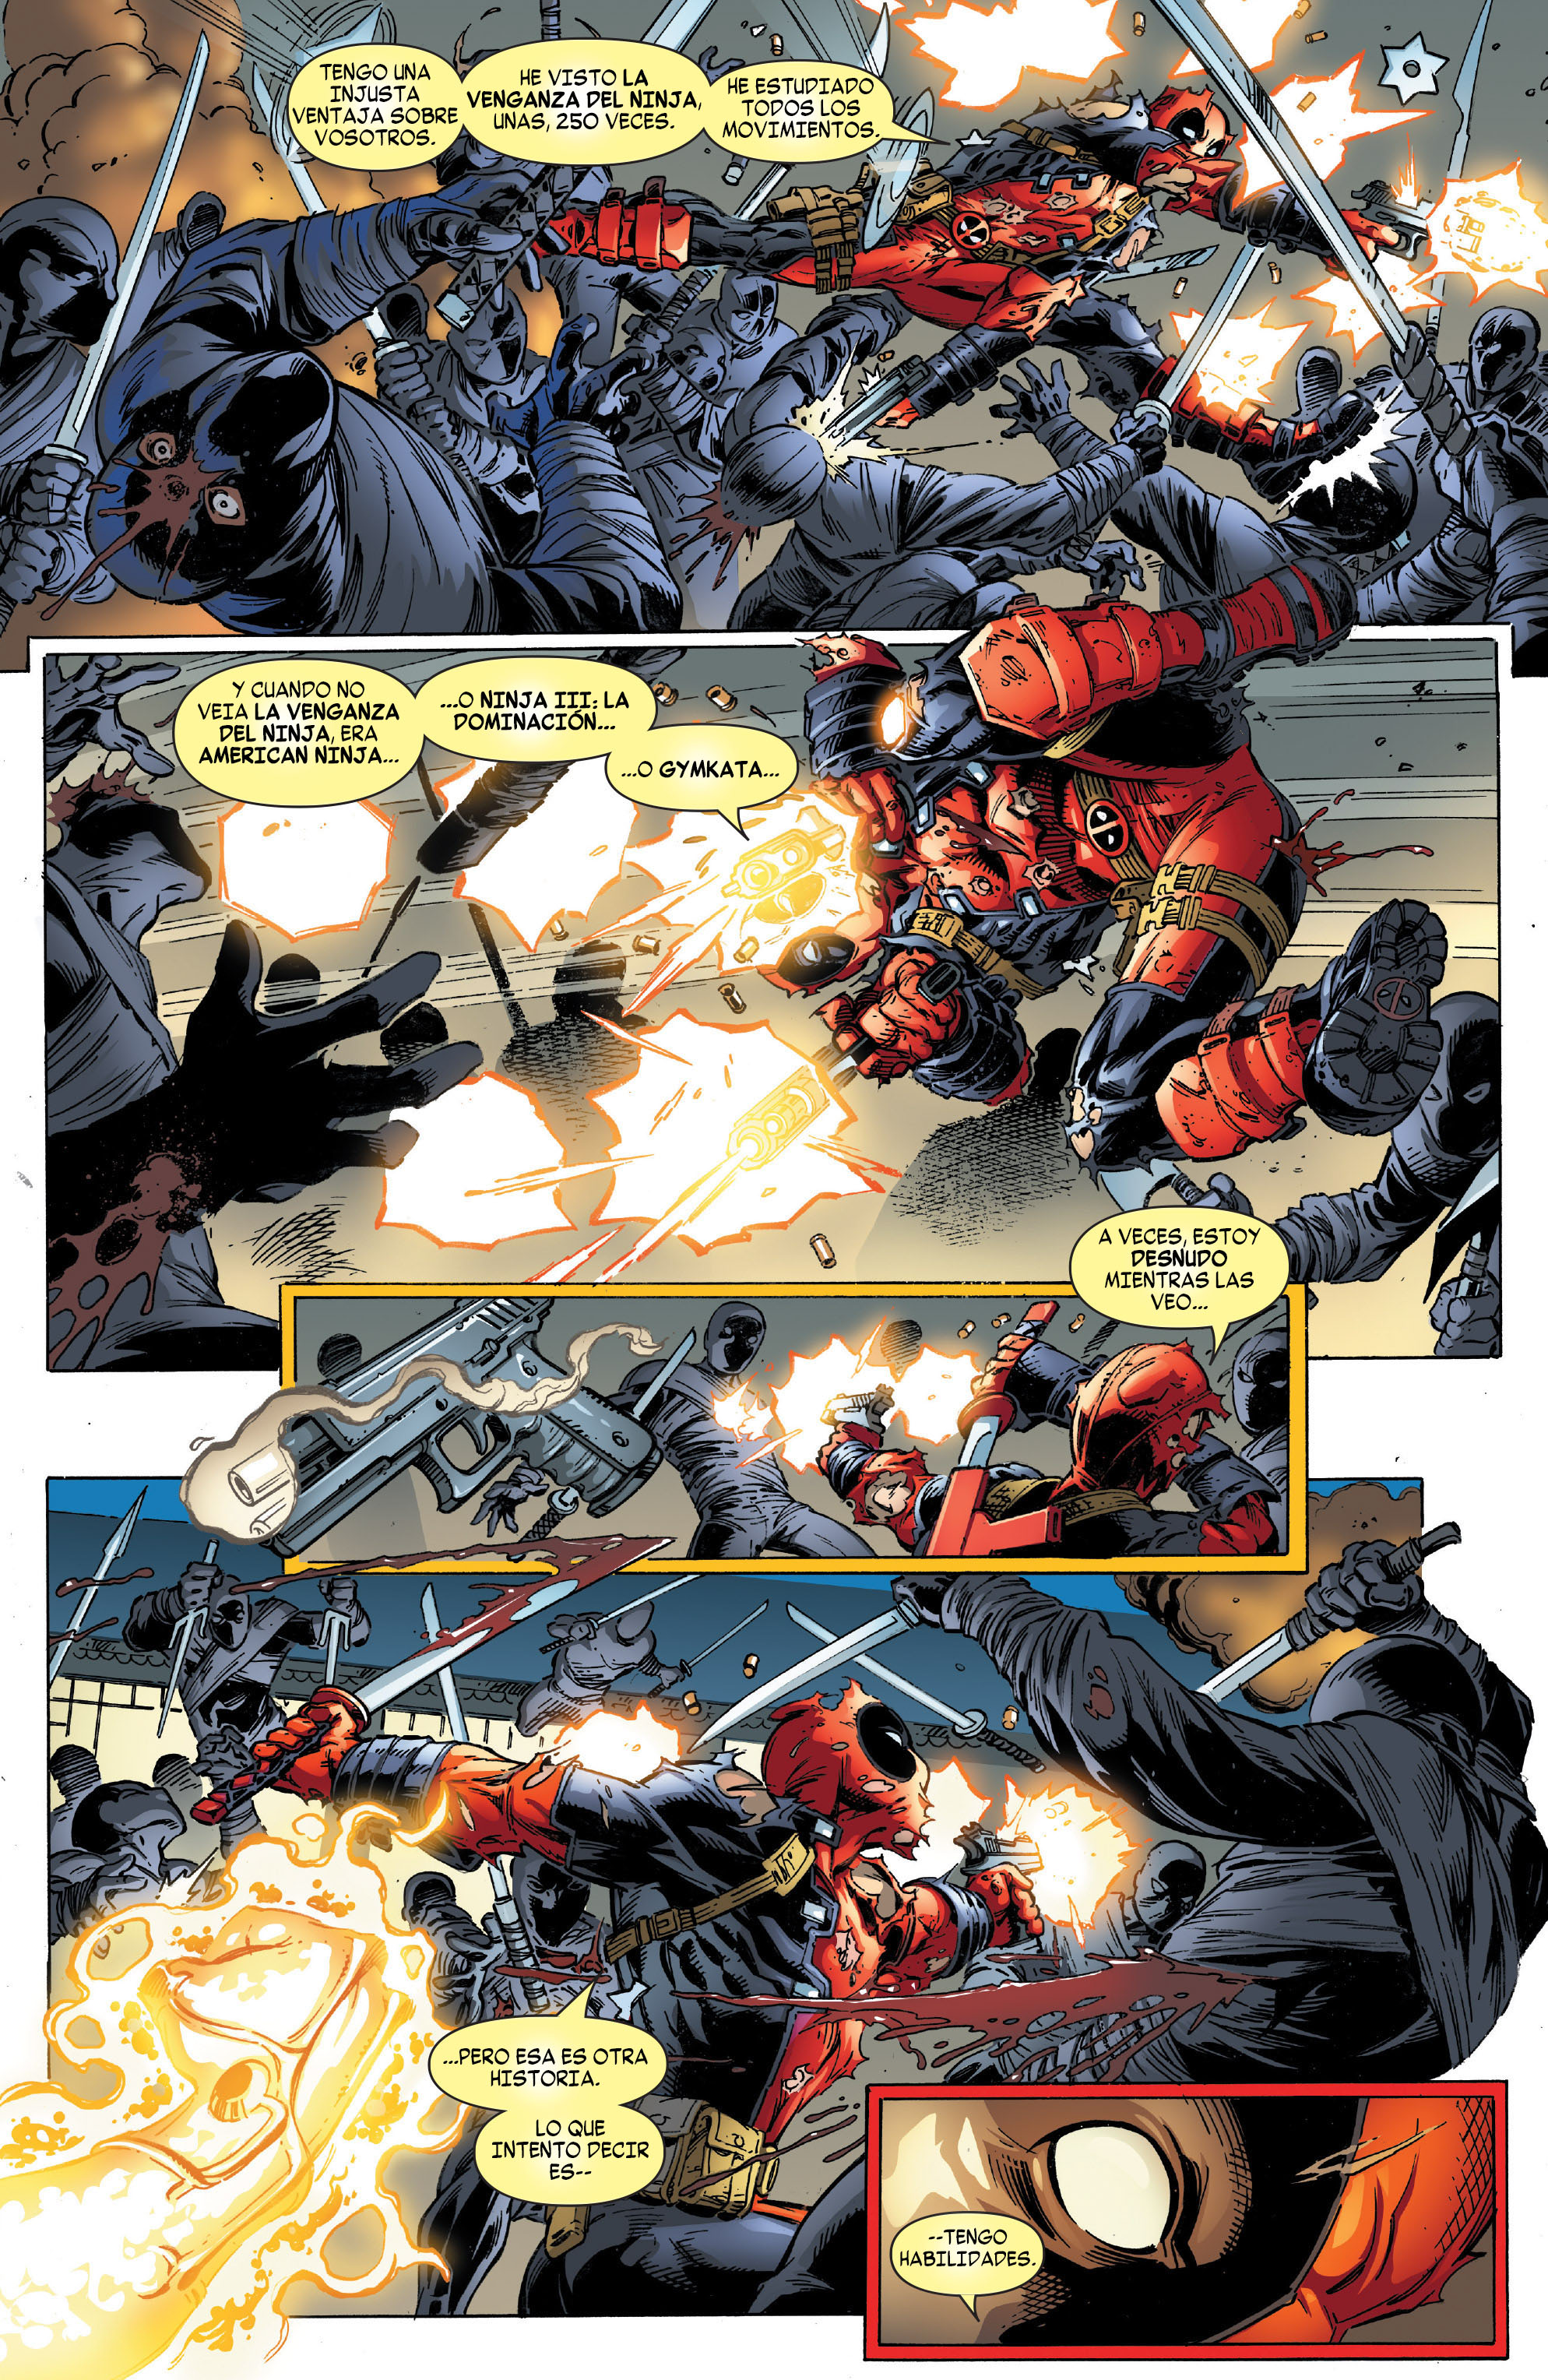 TENGO UNA
INJUSTA
VENTAJA SOBRE
VOSOTROS.
HE VISTO LA
VENGANZA DEL NINJA,
UNAS, 250 VECES.
HE ESTUDIADO
TODOS LOS
MOVIMIENTOS.
Y CUANDO NO
VEIA LA VENGANZA
DEL NINJA, ERA
AMERICAN NINJA...
...O NINJA III: LA
DOMINACIÓN...
...O GYMKATA...
A VECES, ESTOY
DESNUDO
MIENTRAS LAS
VEO...
...PERO ESA ES OTRA
HISTORIA.
LO QUE
INTENTO DECIR
ES--
--TENGO
HABILIDADES.